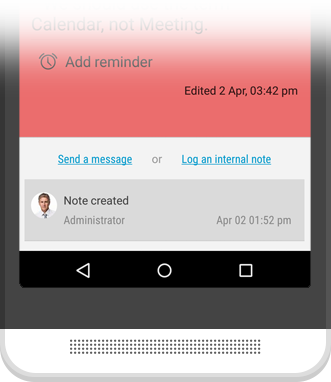 Calendar, not Meeting.
Add reminder
Edited 2 Apr, 03:42 pm
Send a message or Log an internal note
Note created
Administrator Apr 02 01:52 pm